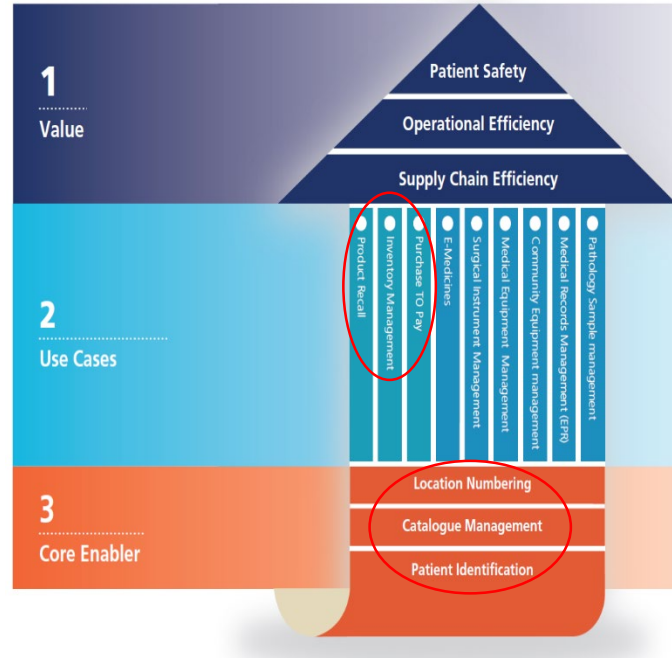 1
Value
Patient Safety
Operational Efficiency
Supply Chain Efficiency
2
Use Cases
Product Recall
Inventory Management
Purchase TO Pay
E-Medicines
Surgical Instrument Management
Medical Equipment Management
Community Equipment management
Medical Records Management (EPR)
Pathology Sample management
3
Core Enabler
Location Numbering
Catalogue Management
Patient Identification